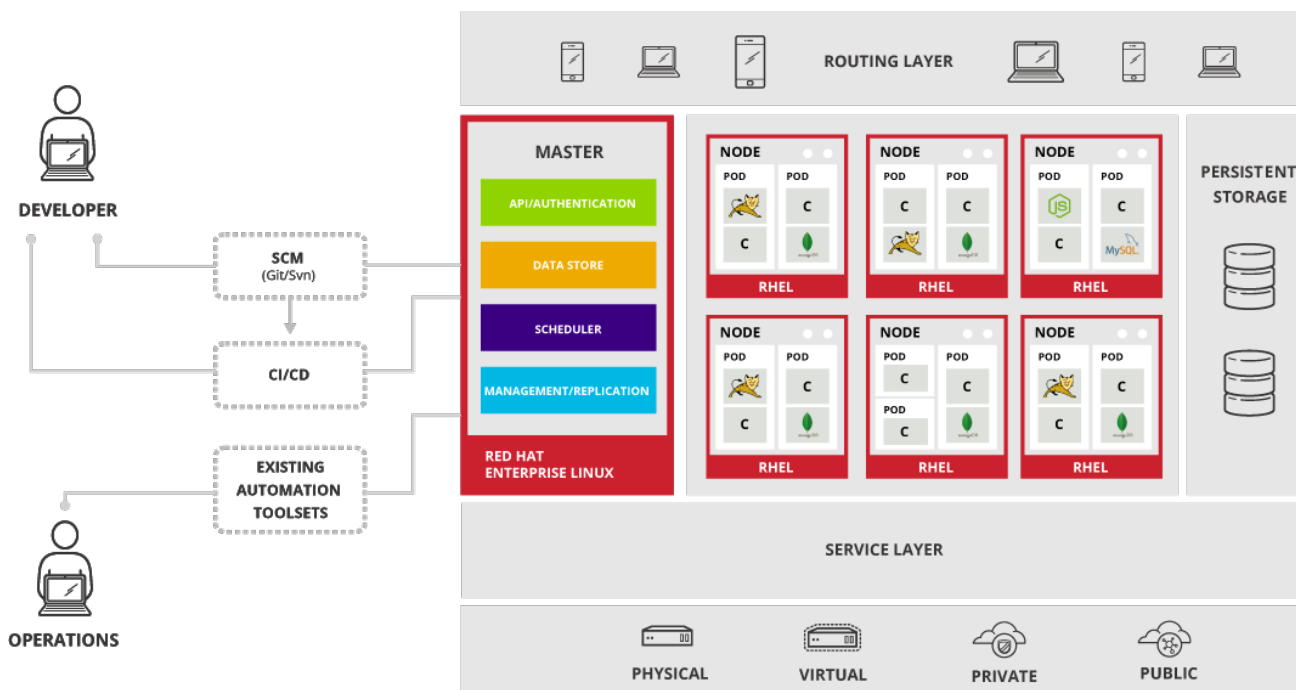 ROUTING LAYER
DEVELOPER
SCM
(Git/Svn)
CI/CD
EXISTING
AUTOMATION
TOOLSETS
OPERATIONS
MASTER
API/AUTHENTICATION
DATA STORE
SCHEDULER
MANAGEMENT/REPLICATION
RED HAT
ENTERPRISE LINUX
NODE
POD POD
C
C
RHEL
NODE
POD POD
C C
RHEL
NODE
POD POD
JS C
C MySQL
RHEL
NODE
POD POD
C
C
RHEL
NODE
POD POD
C C
POD
C
RHEL
NODE
POD POD
C
C
RHEL
PERSISTENT
STORAGE
SERVICE LAYER
PHYSICAL
VIRTUAL
PRIVATE
PUBLIC